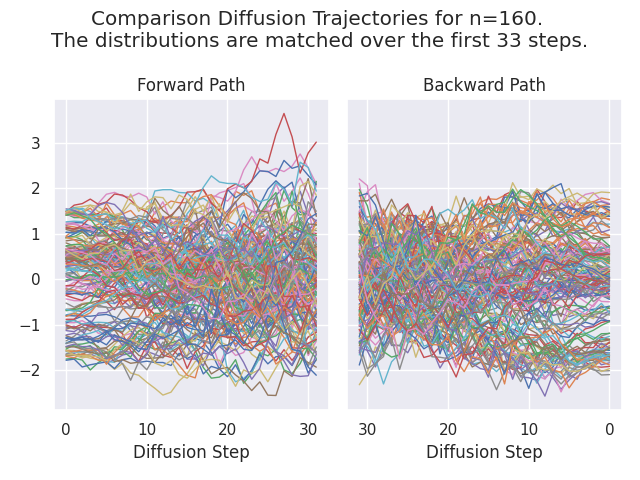 Comparison Diffusion Trajectories for n=160.
The distributions are matched over the first 33 steps.
Forward Path
Backward Path
3
2
1
0
−1
−2
0 10 20 30
30 20 10 0
Diffusion Step
Diffusion Step